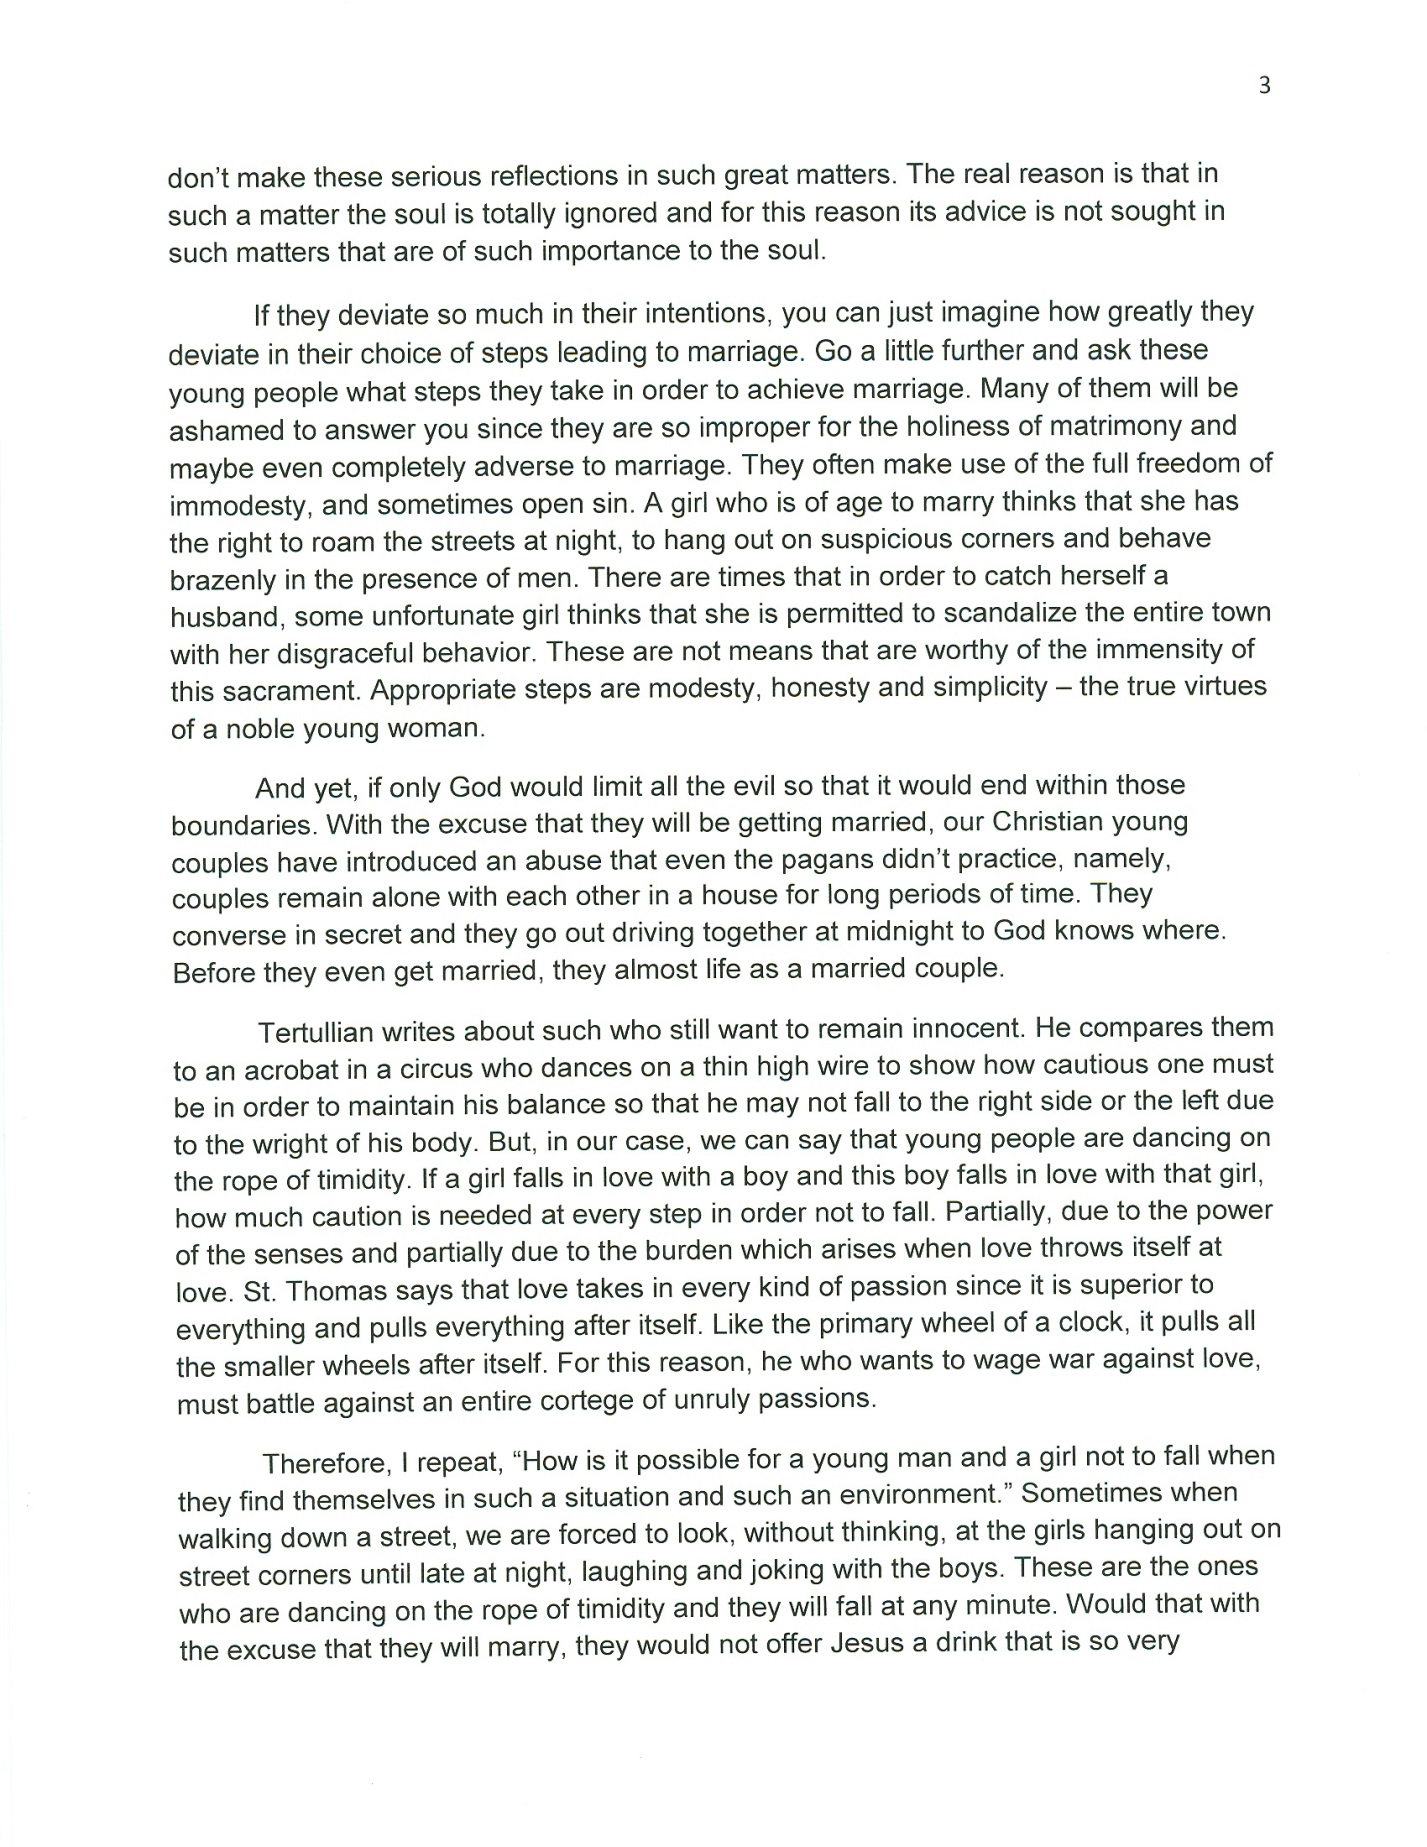 3
don't make these serious reflections in such great matters. The real reason is that in
such a matter the soul is totally ignored and for this reason its advice is not sought in
such matters that are of such importance to the soul.
If they deviate so much in their intentions, you can just imagine how greatly they
deviate in their choice of steps leading to marriage. Go a little further and ask these
young people what steps they take in order to achieve marriage. Many of them will be
ashamed to answer you since they are so improper for the holiness of matrimony and
maybe even completely adverse to marriage. They often make use of the full freedom of
immodesty, and sometimes open sin. A girl who is of age to marry thinks that she has
the right to roam the streets at night, to hang out on suspicious corners and behave
brazenly in the presence of men. There are times that in order to catch herself a
husband, some unfortunate girl thinks that she is permitted to scandalize the entire town
with her disgraceful behavior. These are not means that are worthy of the immensity of
this sacrament. Appropriate steps are modesty, honesty and simplicity – the true virtues
of a noble young woman.
And yet, if only God would limit all the evil so that it would end within those
boundaries. With the excuse that they will be getting married, our Christian young
couples have introduced an abuse that even the pagans didn't practice, namely,
couples remain alone with each other in a house for long periods of time. They
converse in secret and they go out driving together at midnight to God knows where.
Before they even get married, they almost life as a married couple.
Tertullian writes about such who still want to remain innocent. He compares them
to an acrobat in a circus who dances on a thin high wire to show how cautious one must
be in order to maintain his balance so that he may not fall to the right side or the left due
to the wright of his body. But, in our case, we can say that young people are dancing on
the rope of timidity. If a girl falls in love with a boy and this boy falls in love with that girl,
how much caution is needed at every step in order not to fall. Partially, due to the power
of the senses and partially due to the burden which arises when love throws itself at
love. St. Thomas says that love takes in every kind of passion since it is superior to
everything and pulls everything after itself. Like the primary wheel of a clock, it pulls all
the smaller wheels after itself. For this reason, he who wants to wage war against love,
must battle against an entire cortege of unruly passions.
Therefore, I repeat, “How is it possible for a young man and a girl not to fall when
they find themselves in such a situation and such an environment.” Sometimes when
walking down a street, we are forced to look, without thinking, at the girls hanging out on
street corners until late at night, laughing and joking with the boys. These are the ones
who are dancing on the rope of timidity and they will fall at any minute. Would that with
the excuse that they will marry, they would not offer Jesus a drink that is so very